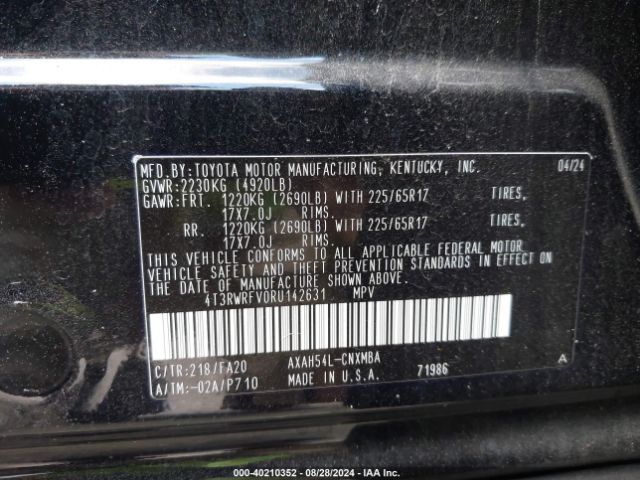 MFD.BY:TOYOTA MOTOR MANUFACTURING, KENTUCKY, INC. 04/24
GVWR:2230KG (4920LB)
GAWR:FRT. 1220KG (2690LB) WITH 225/65R17 TIRES,
17X7.0J RIMS.
RR. 1220KG (2690LB) WITH 225/65R17 TIRES,
17X7.0J RIMS.
THIS VEHICLE CONFORMS TO ALL APPLICABLE FEDERAL MOTOR
VEHICLE SAFETY AND THEFT PREVENTION STANDARDS IN EFFECT ON
THE DATE OF MANUFACTURE SHOWN ABOVE.
4T3RWRFV0RU142631 MPV
C/TR:218/FA20 AXAH54L-CNXMBA A
A/TM:-02A/P710 MADE IN U.S.A. 71986
000-40210352 • 08/28/2024 • IAA Inc.